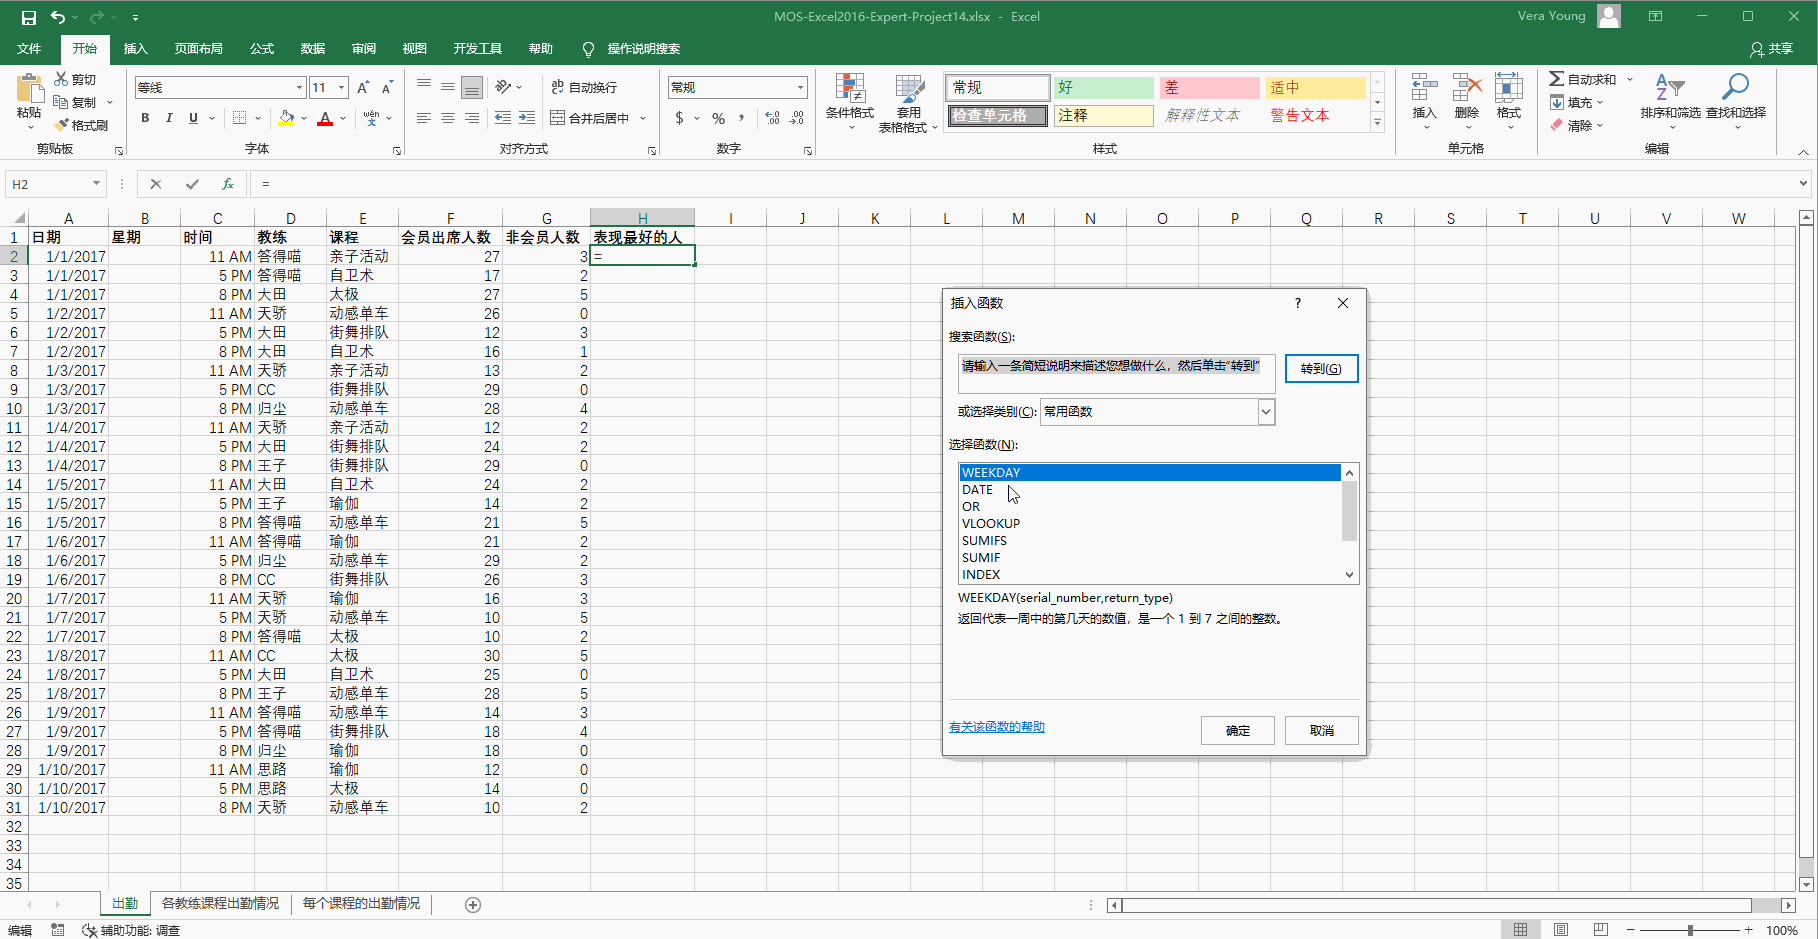 MOS-Excel2016-Expert-Project14.xlsx - Excel
Vera Young
文件 开始 插入 页面布局 公式 数据 审阅 视图 开发工具 帮助 操作说明搜索 共享
粘贴 剪切 复制 格式刷
等线 11
自动换行
合并后居中
常规
条件格式 套用表格格式
常规 好 差 适中
检查单元格 注释 解释性文本 警告文本
插入 删除 格式
自动求和 填充 清除
排序和筛选 查找和选择
剪贴板 字体 对齐方式 数字 样式 单元格 编辑
H2 =
A B C D E F G H I J K L M N O P Q R S T U V W
1 日期 星期 时间 教练 课程 会员出席人数 非会员人数 表现最好的人
2 1/1/2017 11 AM 答得喵 亲子活动 27 3 =
3 1/1/2017 5 PM 答得喵 自卫术 17 2
4 1/1/2017 8 PM 大田 太极 27 5
5 1/2/2017 11 AM 天骄 动感单车 26 0
6 1/2/2017 5 PM 大田 街舞排队 12 3
7 1/2/2017 8 PM 大田 自卫术 16 1
8 1/3/2017 11 AM 天骄 亲子活动 13 2
9 1/3/2017 5 PM CC 街舞排队 29 0
10 1/3/2017 8 PM 归尘 动感单车 28 4
11 1/4/2017 11 AM 天骄 亲子活动 12 2
12 1/4/2017 5 PM 大田 街舞排队 24 2
13 1/4/2017 8 PM 王子 街舞排队 29 0
14 1/5/2017 11 AM 大田 自卫术 24 2
15 1/5/2017 5 PM 王子 瑜伽 14 2
16 1/5/2017 8 PM 答得喵 动感单车 21 5
17 1/6/2017 11 AM 答得喵 瑜伽 21 2
18 1/6/2017 5 PM 归尘 动感单车 29 2
19 1/6/2017 8 PM CC 街舞排队 26 3
20 1/7/2017 11 AM 天骄 瑜伽 16 3
21 1/7/2017 5 PM 天骄 动感单车 10 5
22 1/7/2017 8 PM 答得喵 太极 10 2
23 1/8/2017 11 AM CC 太极 30 5
24 1/8/2017 5 PM 大田 自卫术 25 0
25 1/8/2017 8 PM 王子 动感单车 28 5
26 1/9/2017 11 AM 答得喵 动感单车 14 3
27 1/9/2017 5 PM 答得喵 街舞排队 18 4
28 1/9/2017 8 PM 归尘 瑜伽 18 0
29 1/10/2017 11 AM 思路 瑜伽 12 0
30 1/10/2017 5 PM 思路 太极 14 0
31 1/10/2017 8 PM 天骄 动感单车 10 2
32
33
34
35
插入函数 ?
搜索函数(S):
请输入一条简短说明来描述您想做什么，然后单击“转到” 转到(G)
或选择类别(C): 常用函数
选择函数(N):
WEEKDAY
DATE
OR
VLOOKUP
SUMIFS
SUMIF
INDEX
WEEKDAY(serial_number,return_type)
返回代表一周中的第几天的数值，是一个 1 到 7 之间的整数。
有关该函数的帮助 确定 取消
出勤 各教练课程出勤情况 每个课程的出勤情况
编辑 辅助功能: 调查 100%